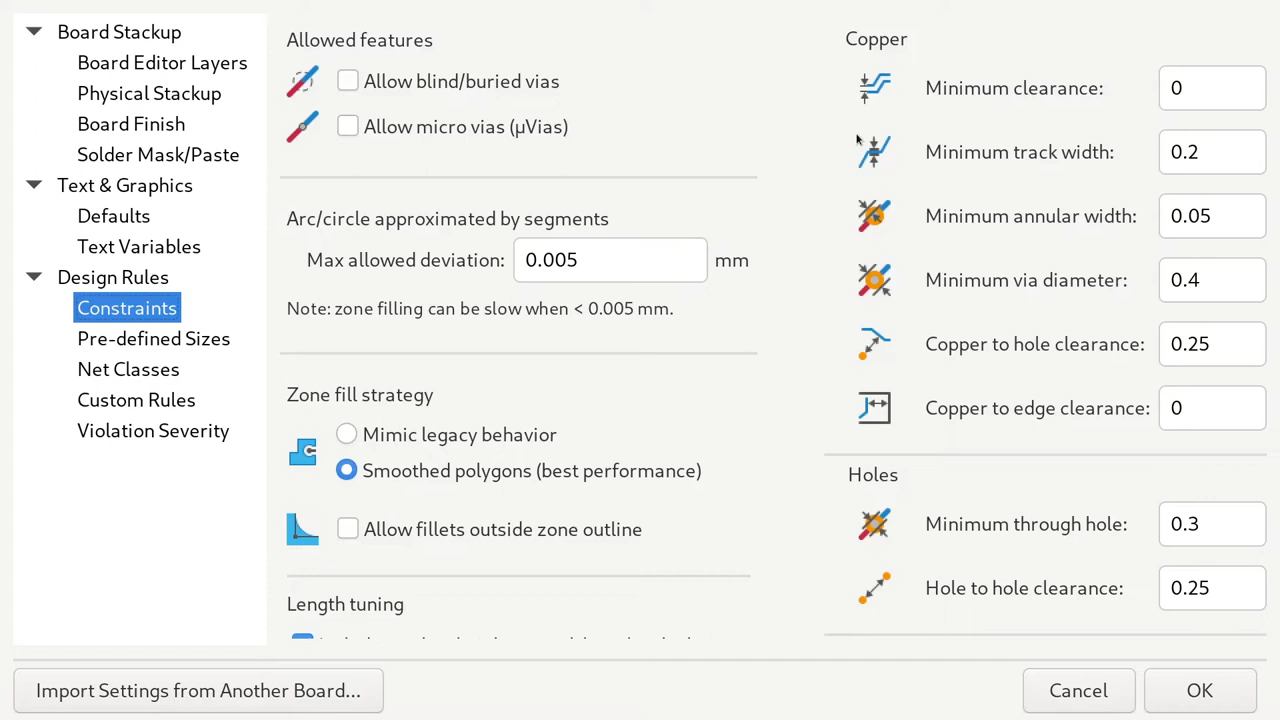 Board Stackup
Board Editor Layers
Physical Stackup
Board Finish
Solder Mask/Paste
Text & Graphics
Defaults
Text Variables
Design Rules
Constraints
Pre-defined Sizes
Net Classes
Custom Rules
Violation Severity
Allowed features
Allow blind/buried vias
Allow micro vias (µVias)
Arc/circle approximated by segments
Max allowed deviation: 0.005 mm
Note: zone filling can be slow when < 0.005 mm.
Zone fill strategy
Mimic legacy behavior
Smoothed polygons (best performance)
Allow fillets outside zone outline
Length tuning
Copper
Minimum clearance: 0
Minimum track width: 0.2
Minimum annular width: 0.05
Minimum via diameter: 0.4
Copper to hole clearance: 0.25
Copper to edge clearance: 0
Holes
Minimum through hole: 0.3
Hole to hole clearance: 0.25
Import Settings from Another Board...
Cancel
OK